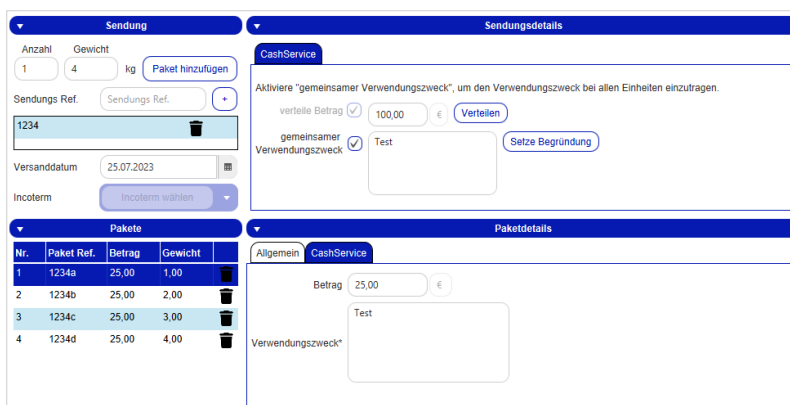 Sendung
Anzahl Gewicht
1 4 kg Paket hinzufügen
Sendungs Ref. Sendungs Ref. +
1234
Versanddatum 25.07.2023
Incoterm Incoterm wählen
Sendungsdetails
CashService
Aktiviere "gemeinsamer Verwendungszweck", um den Verwendungszweck bei allen Einheiten einzutragen.
verteile Betrag 100,00 € Verteilen
gemeinsamer Verwendungszweck Test Setze Begründung
Pakete
Nr. Paket Ref. Betrag Gewicht
1 1234a 25,00 1,00
2 1234b 25,00 2,00
3 1234c 25,00 3,00
4 1234d 25,00 4,00
Paketdetails
Allgemein CashService
Betrag 25,00 €
Verwendungszweck* Test